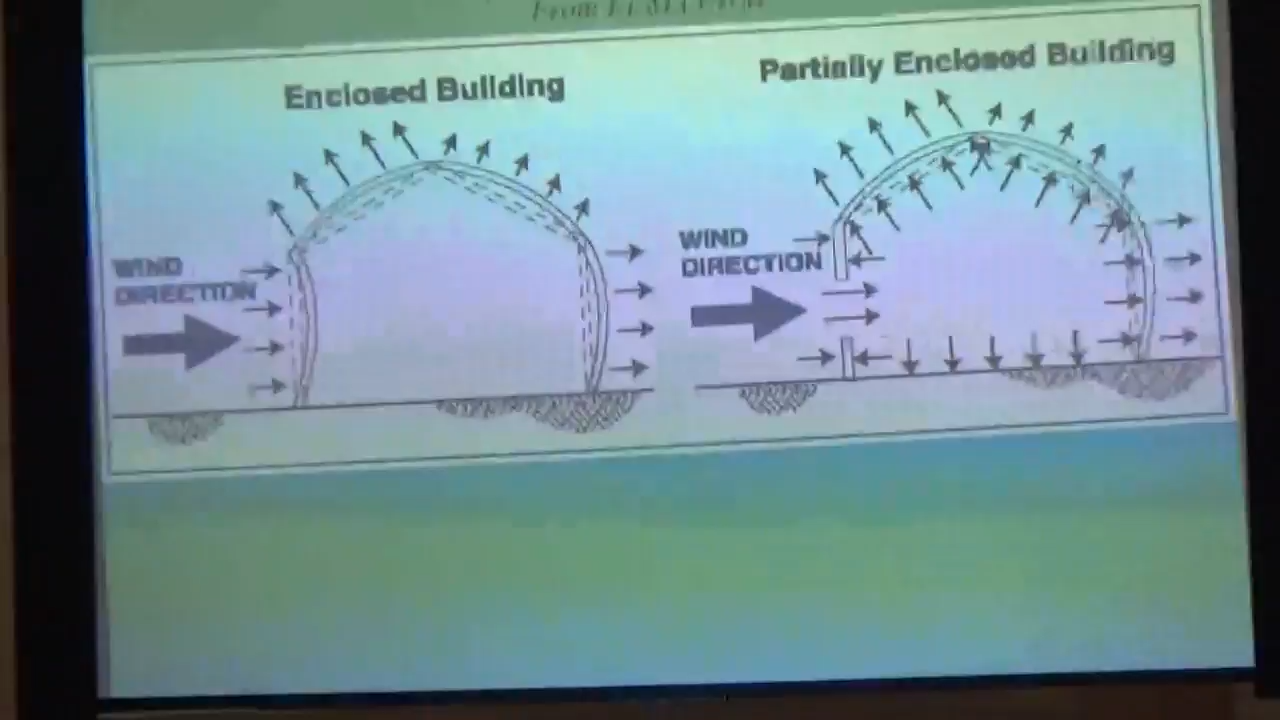 Enclosed Building
Partially Enclosed Building
WIND
DIRECTION
WIND
DIRECTION